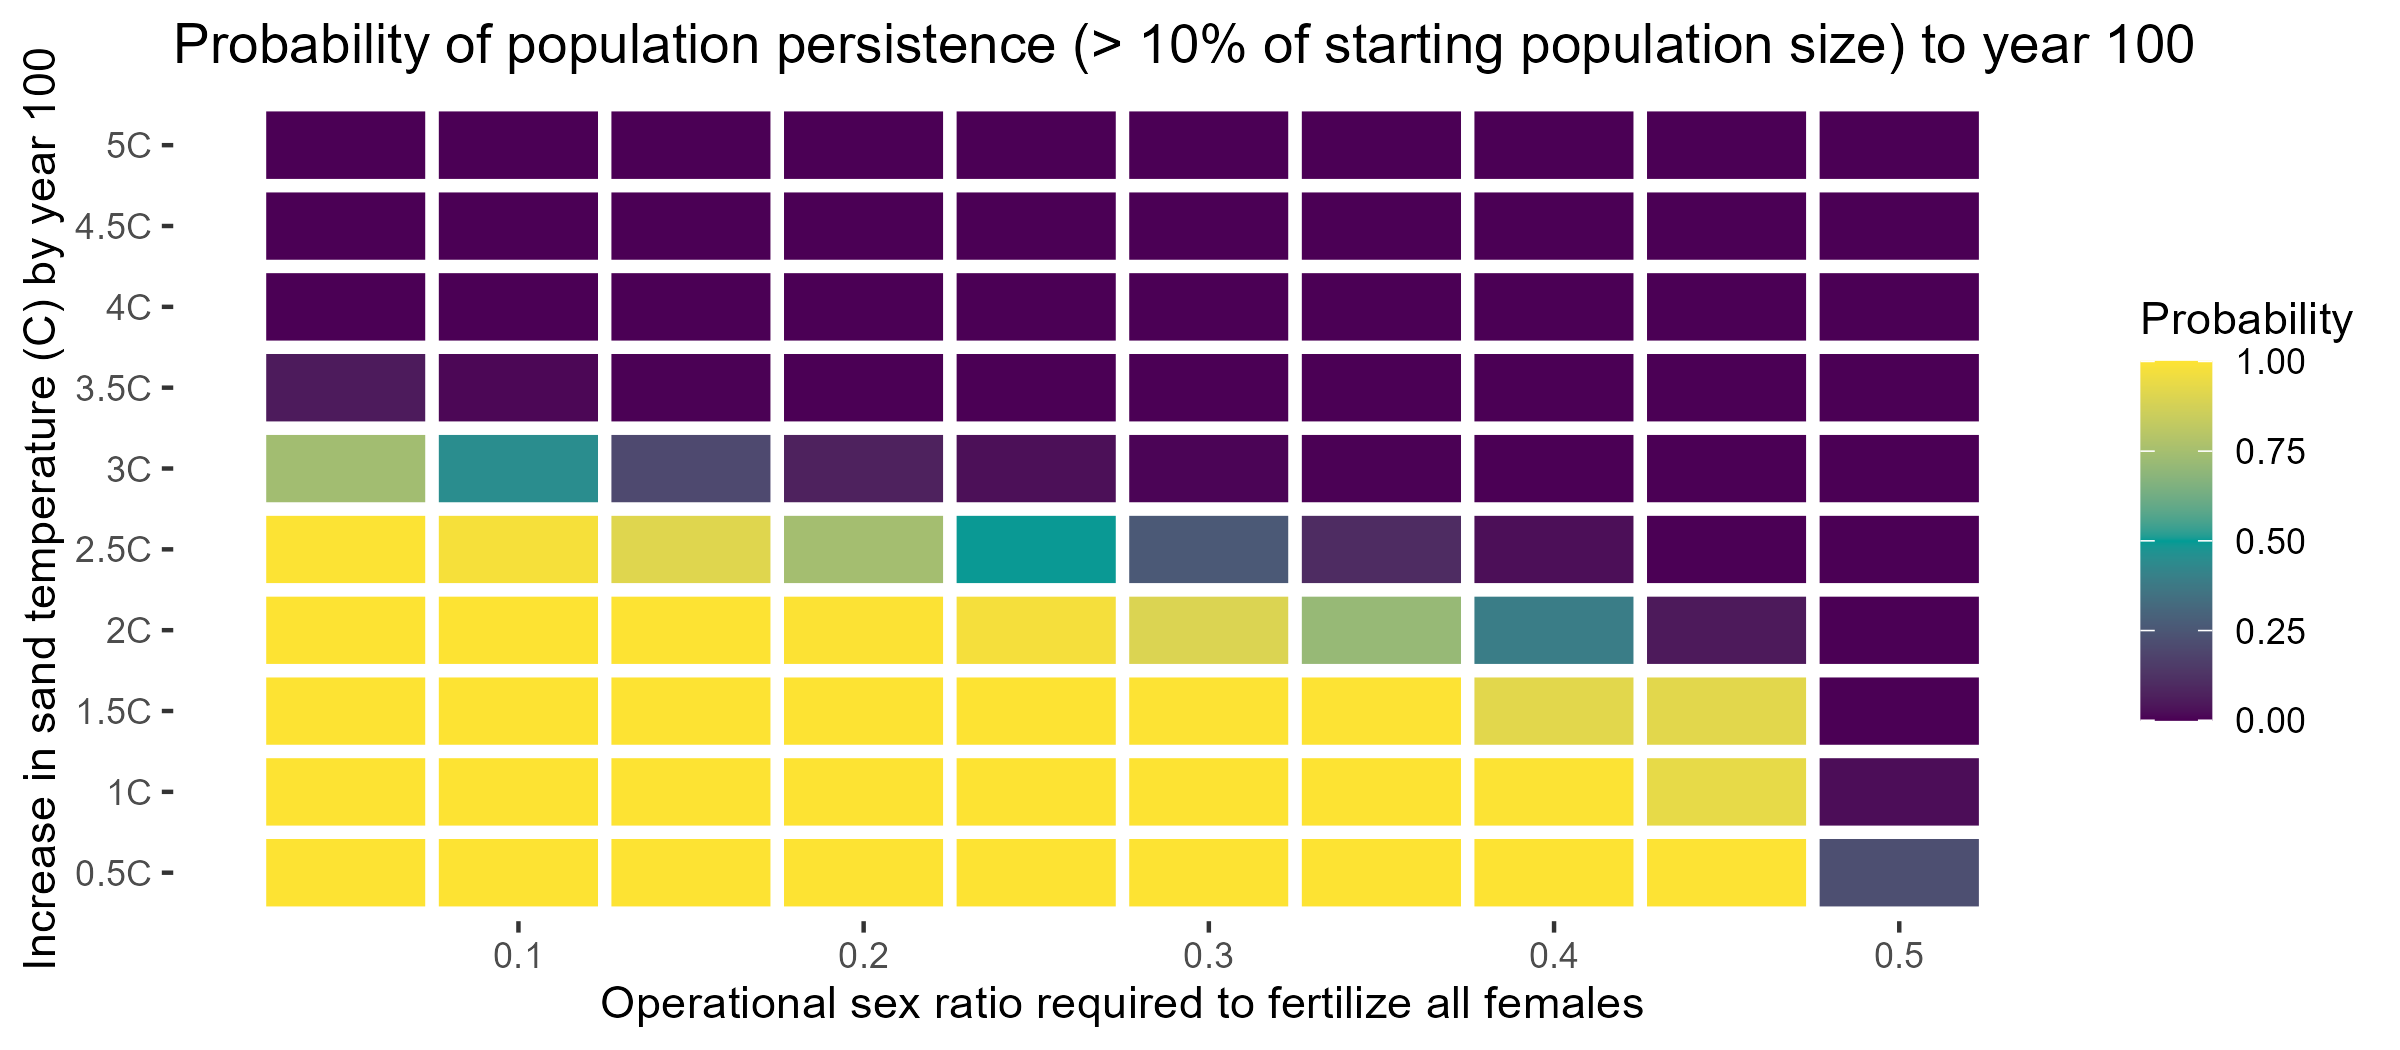 Probability of population persistence (> 10% of starting population size) to year 100
Increase in sand temperature (C) by year 100
5C
4.5C
4C
3.5C
3C
2.5C
2C
1.5C
1C
0.5C
0.1
0.2
0.3
0.4
0.5
Operational sex ratio required to fertilize all females
Probability
1.00
0.75
0.50
0.25
0.00